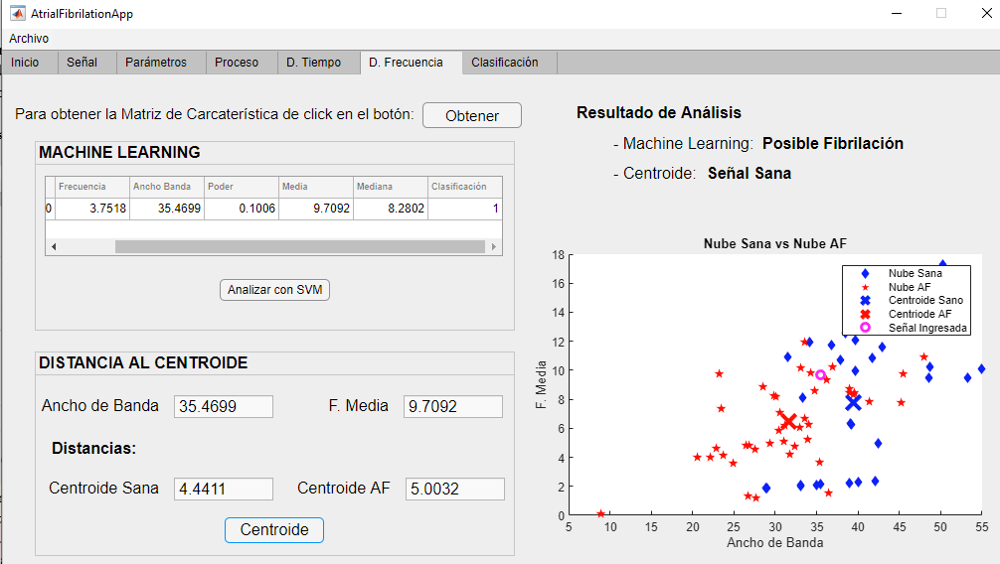 AtrialFibrilationApp
Archivo
Inicio Señal Parámetros Proceso D. Tiempo D. Frecuencia Clasificación
Para obtener la Matriz de Carcaterística de click en el botón: Obtener
MACHINE LEARNING
Frecuencia Ancho Banda Poder Media Mediana Clasificación
0 3.7518 35.4699 0.1006 9.7092 8.2802 1
Analizar con SVM
DISTANCIA AL CENTROIDE
Ancho de Banda 35.4699 F. Media 9.7092
Distancias:
Centroide Sana 4.4411 Centroide AF 5.0032
Centroide
Resultado de Análisis
- Machine Learning: Posible Fibrilación
- Centroide: Señal Sana
Nube Sana vs Nube AF
18
16
14
12
10
8
6
4
2
0
F. Media
Nube Sana
Nube AF
Centroide Sano
Centriode AF
Señal Ingresada
5 10 15 20 25 30 35 40 45 50 55
Ancho de Banda